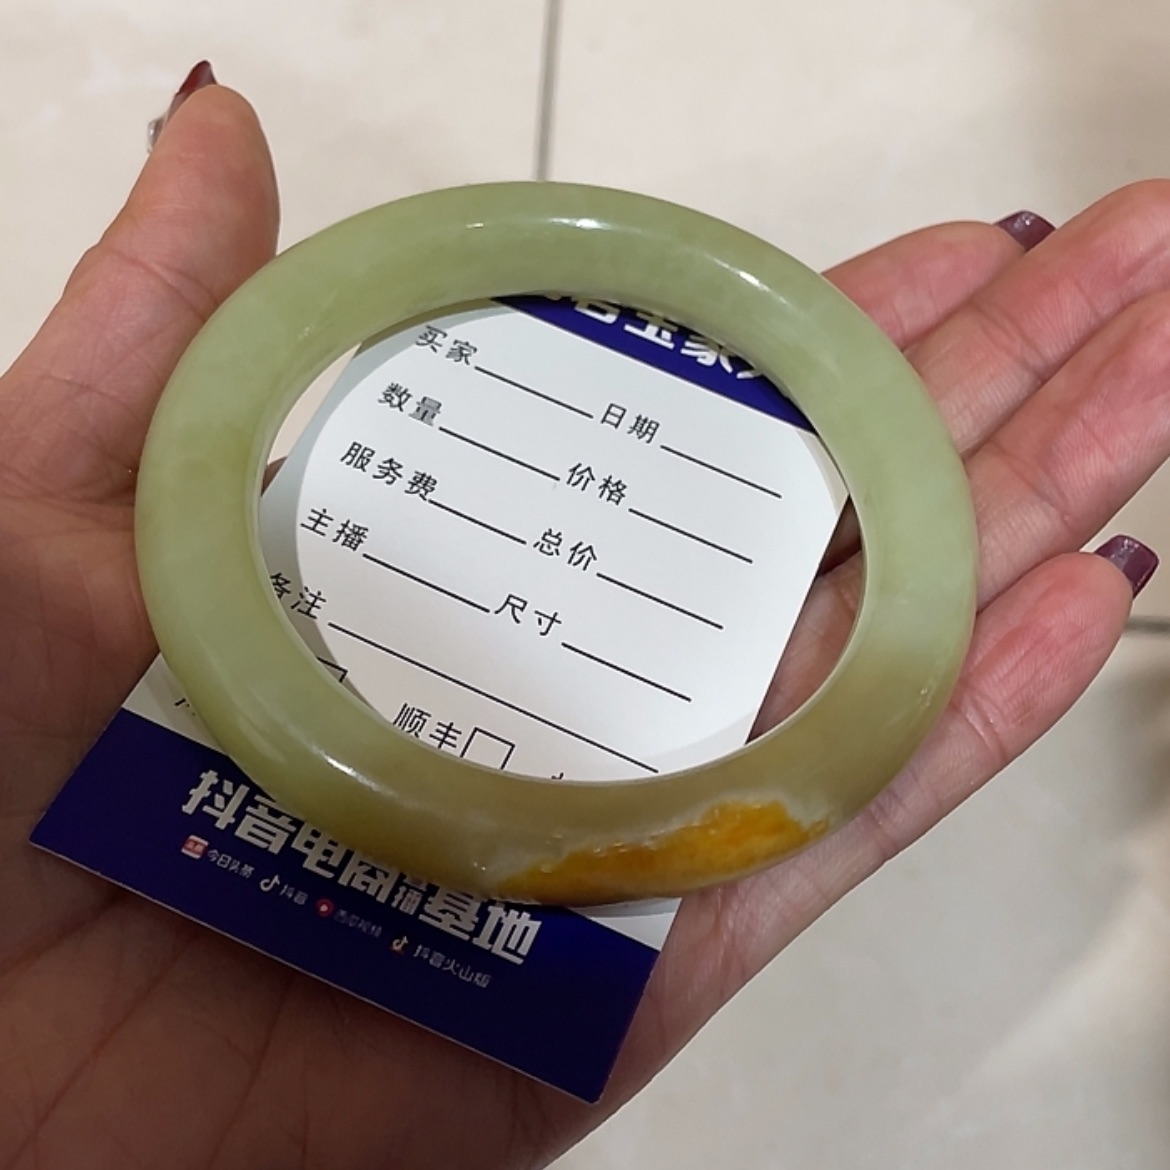 买家 日期
数量 价格
服务费 总价
主播 尺寸
备注
顺丰
抖音电商直播基地
今日头条 抖音 西瓜视频 抖音火山版